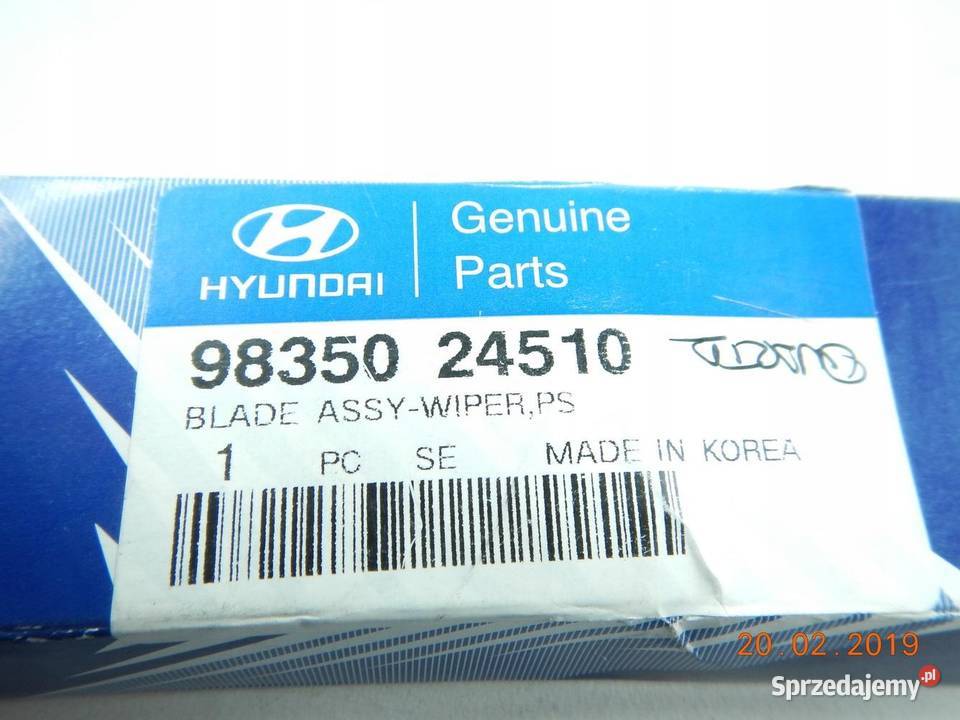 HYUNDAI
Genuine
Parts
98350 24510
BLADE ASSY-WIPER,PS
1 PC SE MADE IN KOREA
20.02.2019
Sprzedajemy.pl